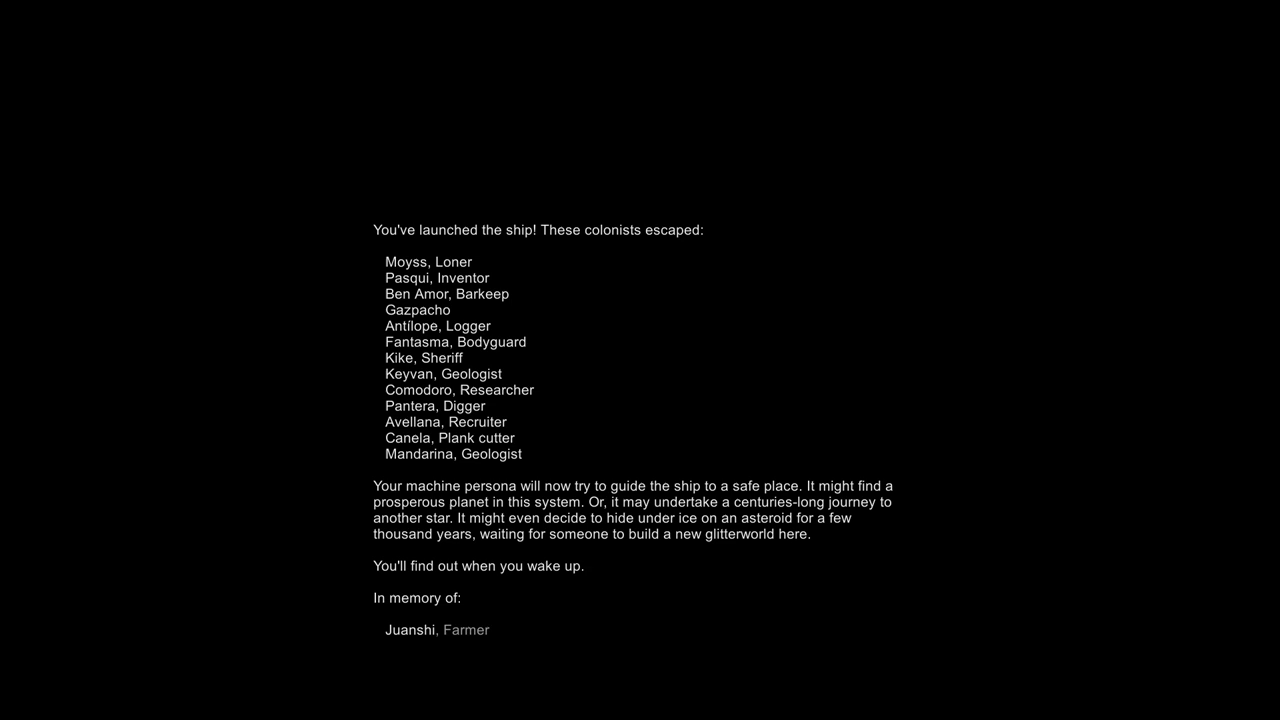 You've launched the ship! These colonists escaped:
Moyss, Loner
Pasqui, Inventor
Ben Amor, Barkeep
Gazpacho
Antílope, Logger
Fantasma, Bodyguard
Kike, Sheriff
Keyvan, Geologist
Comodoro, Researcher
Pantera, Digger
Avellana, Recruiter
Canela, Plank cutter
Mandarina, Geologist
Your machine persona will now try to guide the ship to a safe place. It might find a
prosperous planet in this system. Or, it may undertake a centuries-long journey to
another star. It might even decide to hide under ice on an asteroid for a few
thousand years, waiting for someone to build a new glitterworld here.
You'll find out when you wake up.
In memory of:
Juanshi, Farmer